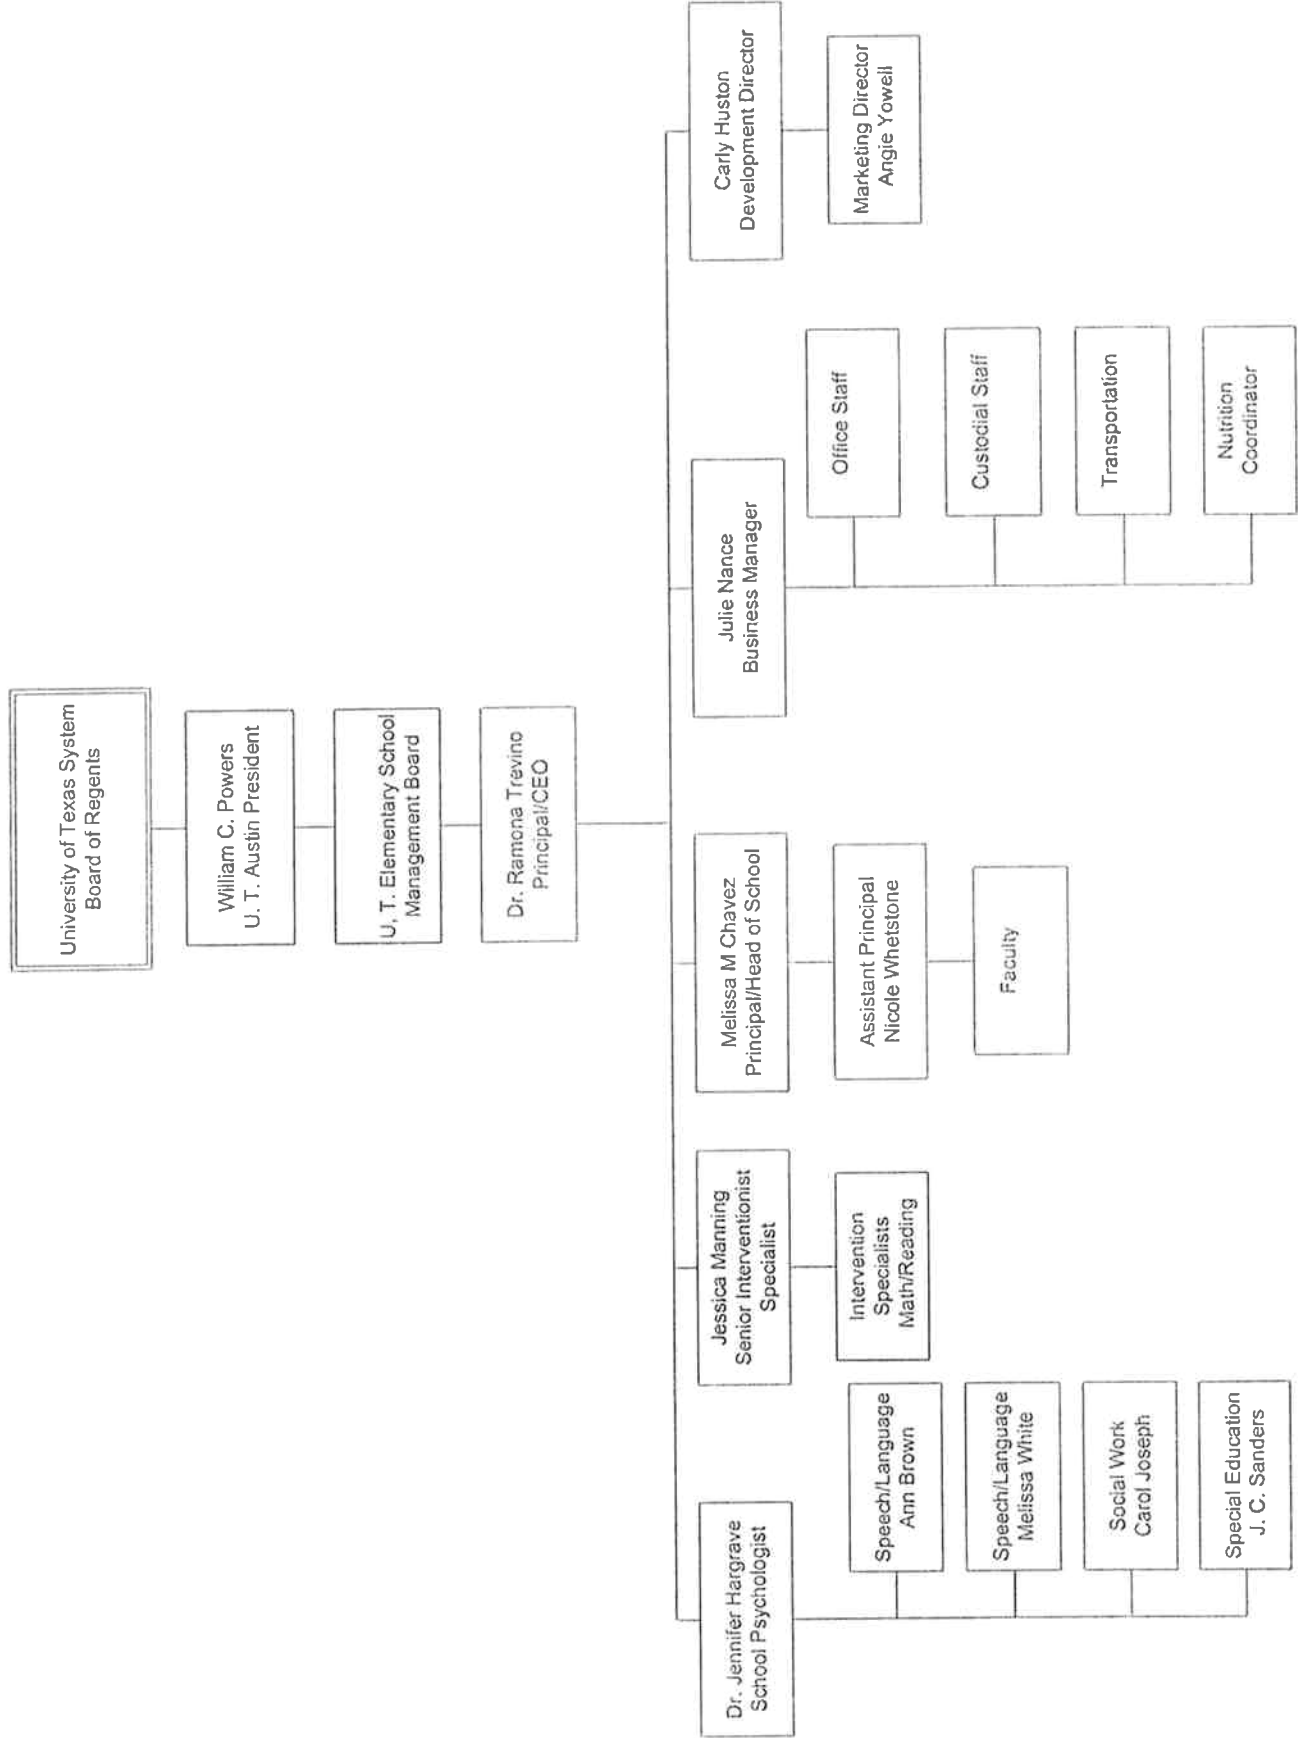 University of Texas System
Board of Regents
William C. Powers
U. T. Austin President
U. T. Elementary School
Management Board
Dr. Ramona Trevino
Principal/CEO
Dr. Jennifer Hargrave
School Psychologist
Jessica Manning
Senior Interventionist
Specialist
Melissa M Chavez
Principal/Head of School
Julie Nance
Business Manager
Carly Huston
Development Director
Speech/Language
Ann Brown
Speech/Language
Melissa White
Social Work
Carol Joseph
Special Education
J. C. Sanders
Intervention
Specialists
Math/Reading
Assistant Principal
Nicole Whetstone
Faculty
Office Staff
Custodial Staff
Transportation
Nutrition
Coordinator
Marketing Director
Angie Yowell